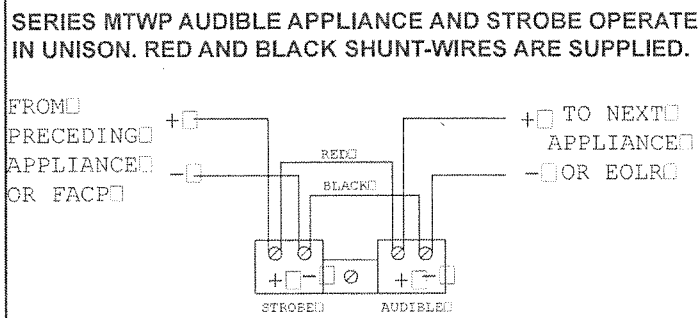 SERIES MTWP AUDIBLE APPLIANCE AND STROBE OPERATE
IN UNISON. RED AND BLACK SHUNT-WIRES ARE SUPPLIED.
FROM□
PRECEDING□
APPLIANCE□
OR FACP□
+□
-□
RED□
BLACK□
+□ TO NEXT□
APPLIANCE□
-□ OR EOLR□
+□ -□
+□ -□
STROBE□
AUDIBLE□